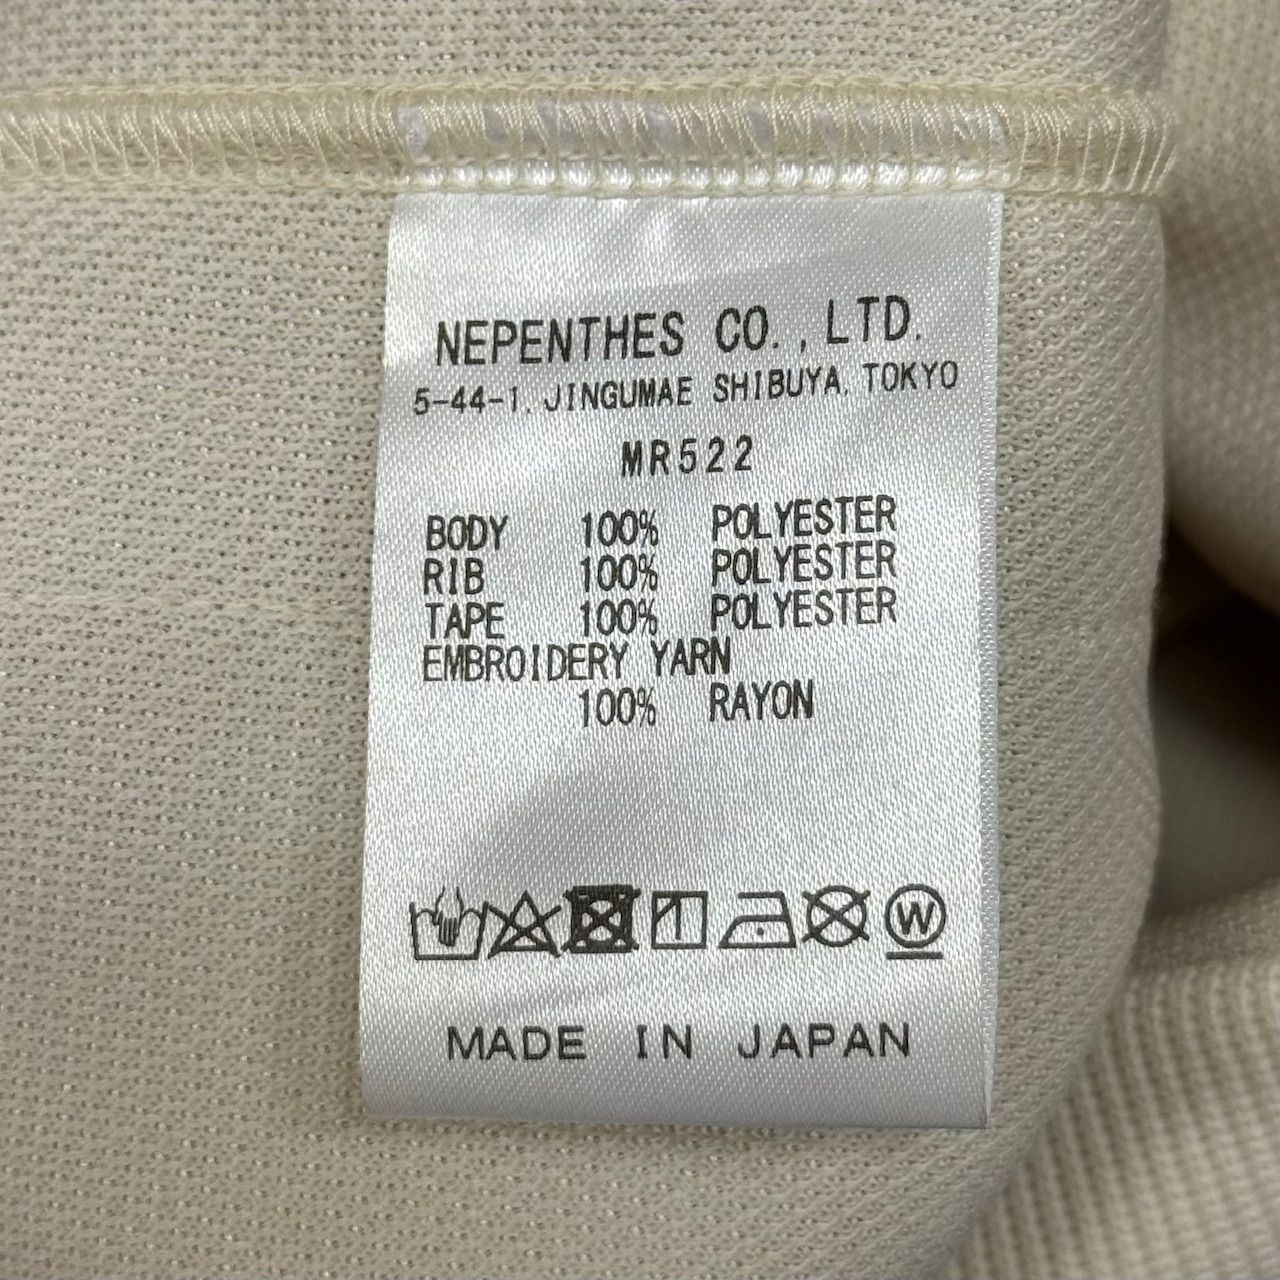 NEPENTHES CO., LTD.
5-44-1, JINGUMAE SHIBUYA, TOKYO
MR522
BODY 100% POLYESTER
RIB 100% POLYESTER
TAPE 100% POLYESTER
EMBROIDERY YARN
100% RAYON
W
MADE IN JAPAN